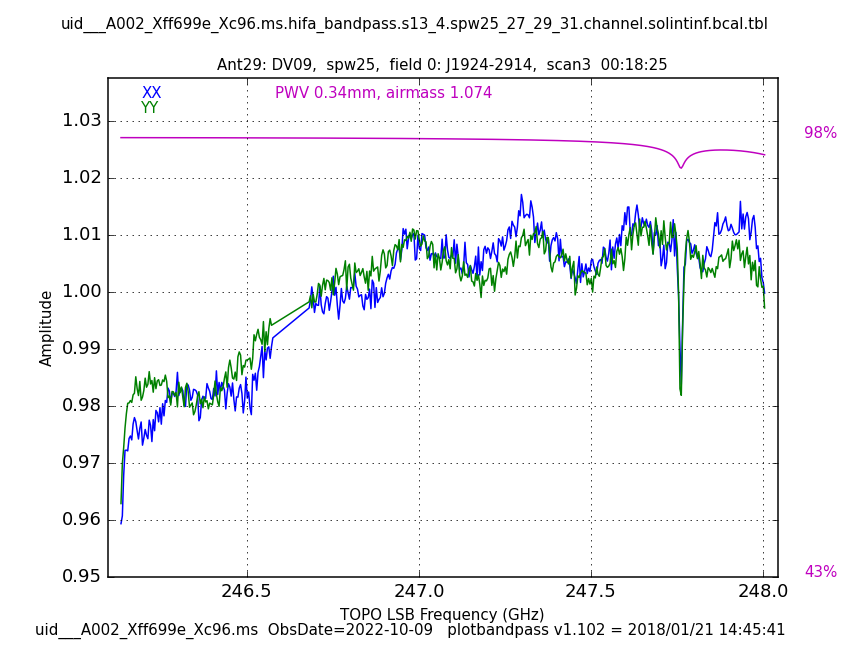 uid___A002_Xff699e_Xc96.ms.hifa_bandpass.s13_4.spw25_27_29_31.channel.solintinf.bcal.tbl
Ant29: DV09,  spw25,  field 0: J1924-2914,  scan3  00:18:25
XX
YY
PWV 0.34mm, airmass 1.074
98%
43%
1.03
1.02
1.01
1.00
0.99
0.98
0.97
0.96
0.95
Amplitude
246.5
247.0
247.5
248.0
TOPO LSB Frequency (GHz)
uid___A002_Xff699e_Xc96.ms  ObsDate=2022-10-09   plotbandpass v1.102 = 2018/01/21 14:45:41